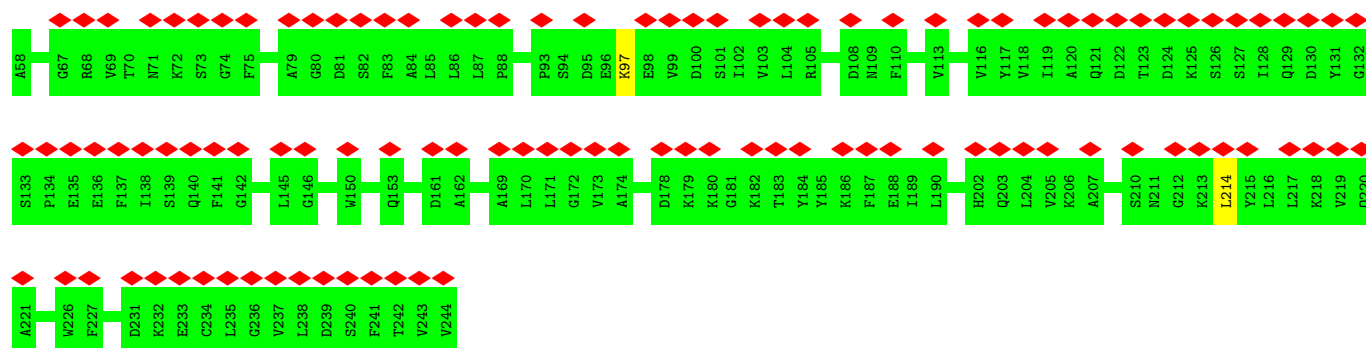 A58 G67 R68 V69 T70 N71 K72 S73 G74 F75 A79 G80 D81 S82 F83 A84 L85 L86 L87 P88 P93 S94 D95 E96 K97 E98 V99 D100 S101 I102 V103 L104 R105 D108 N109 F110 V113 V116 Y117 V118 I119 A120 Q121 D122 T123 D124 K125 S126 S127 I128 Q129 D130 Y131 G132
S133 P134 E135 E136 F137 I138 S139 Q140 F141 G142 L145 G146 W150 Q153 D161 A162 A169 L170 L171 G172 V173 A174 D178 K179 K180 G181 K182 T183 Y184 Y185 K186 F187 E188 I189 L190 H202 Q203 L204 V205 K206 A207 S210 N211 G212 K213 L214 Y215 L216 L217 K218 V219 D220
A221 W226 F227 D231 K232 E233 C234 L235 G236 V237 L238 D239 S240 F241 T242 V243 V244